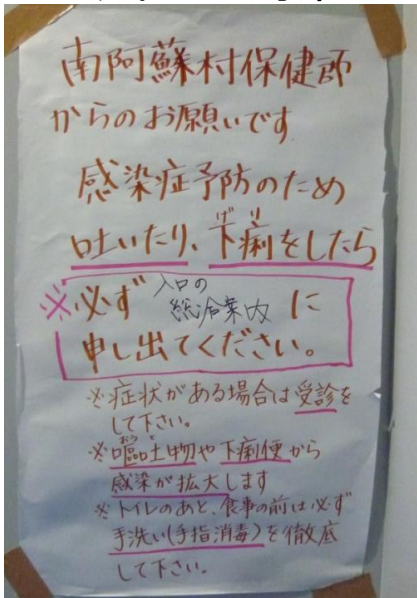 南阿蘇村保健師
からのお願いです
感染症予防のため
吐いたり、下痢をしたら
げり
※必ず 入口の総合案内 に
申し出てください。
※症状がある場合は受診を
して下さい。
※嘔吐物や下痢便から
おうと
感染が拡大します
※トイレのあと、食事の前は必ず
手洗い(手指消毒)を徹底
して下さい。